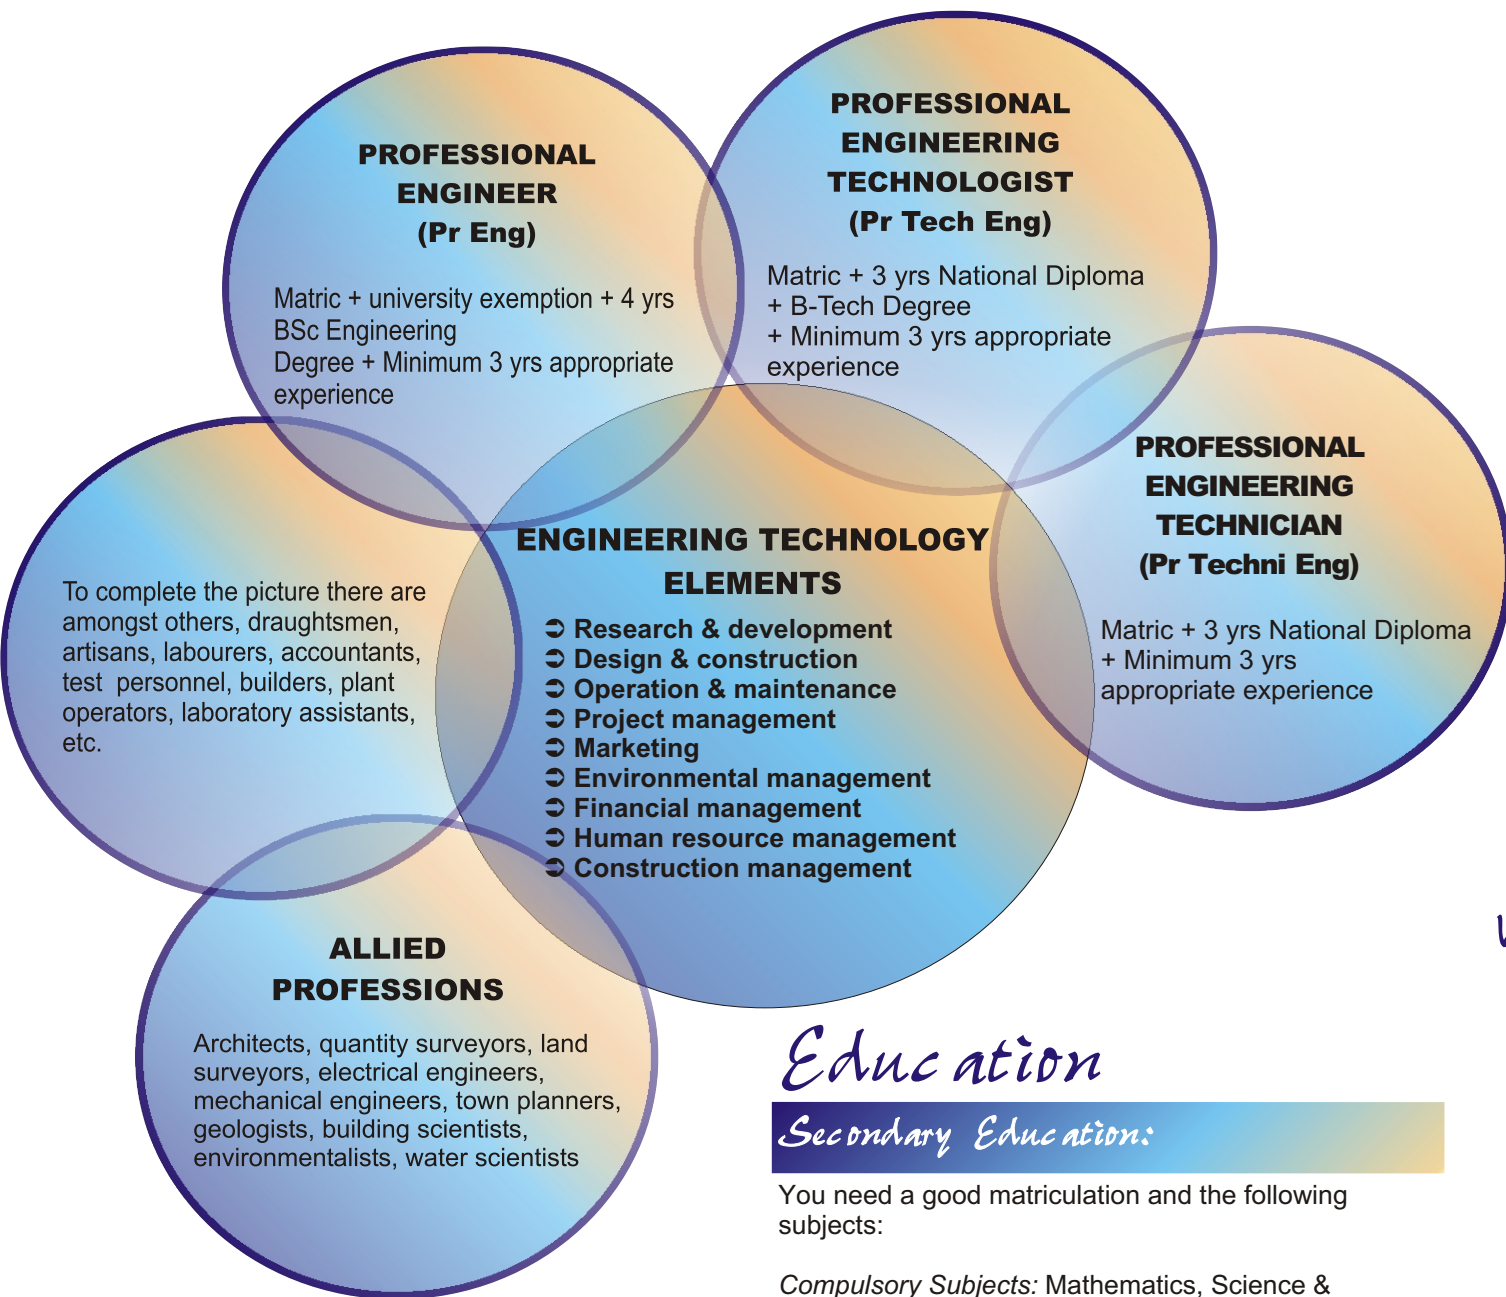 PROFESSIONAL
ENGINEER
(Pr Eng)
Matric + university exemption + 4 yrs
BSc Engineering
Degree + Minimum 3 yrs appropriate
experience
PROFESSIONAL
ENGINEERING
TECHNOLOGIST
(Pr Tech Eng)
Matric + 3 yrs National Diploma
+ B-Tech Degree
+ Minimum 3 yrs appropriate
experience
PROFESSIONAL
ENGINEERING
TECHNICIAN
(Pr Techni Eng)
Matric + 3 yrs National Diploma
+ Minimum 3 yrs
appropriate experience
To complete the picture there are
amongst others, draughtsmen,
artisans, labourers, accountants,
test personnel, builders, plant
operators, laboratory assistants,
etc.
ENGINEERING TECHNOLOGY
ELEMENTS
➲ Research & development
➲ Design & construction
➲ Operation & maintenance
➲ Project management
➲ Marketing
➲ Environmental management
➲ Financial management
➲ Human resource management
➲ Construction management
ALLIED
PROFESSIONS
Architects, quantity surveyors, land
surveyors, electrical engineers,
mechanical engineers, town planners,
geologists, building scientists,
environmentalists, water scientists
Education
Secondary Education:
You need a good matriculation and the following
subjects:
Compulsory Subjects: Mathematics, Science &